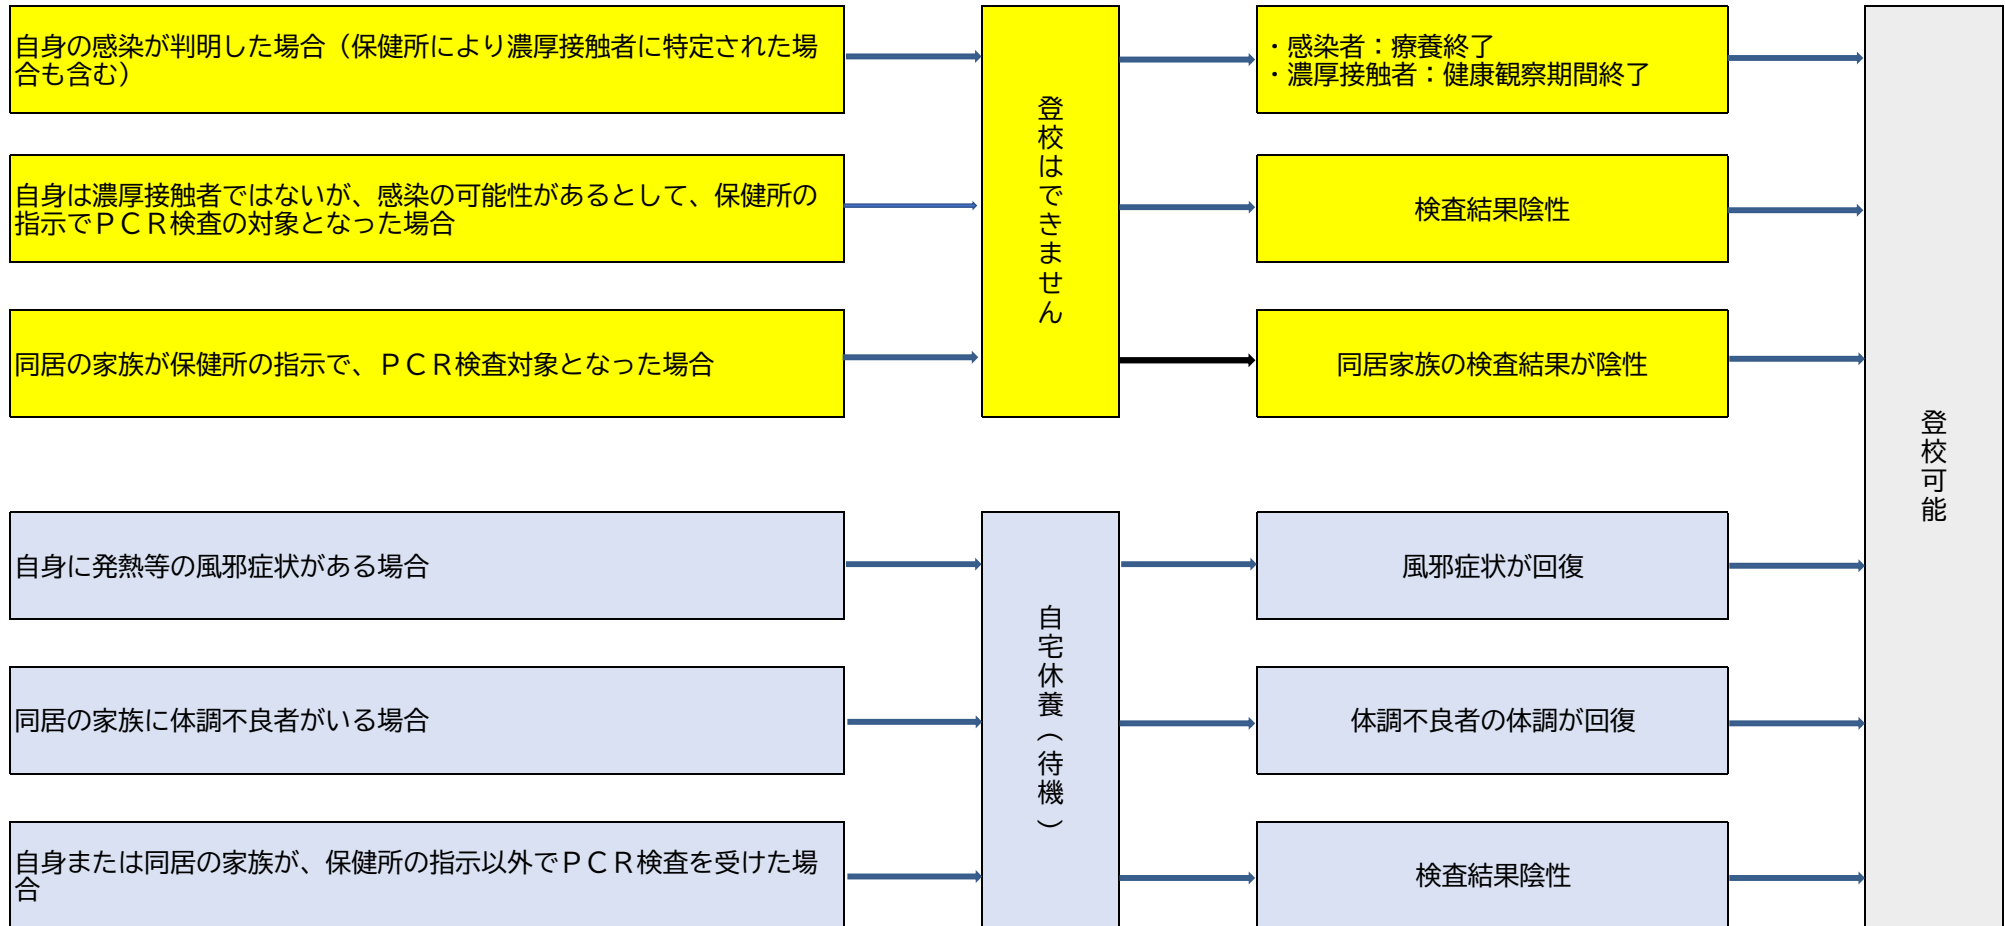 自身の感染が判明した場合（保健所により濃厚接触者に特定された場
合も含む）
登校はできません
・感染者：療養終了
・濃厚接触者：健康観察期間終了
登校可能
自身は濃厚接触者ではないが、感染の可能性があるとして、保健所の
指示でＰＣＲ検査の対象となった場合
検査結果陰性
同居の家族が保健所の指示で、ＰＣＲ検査対象となった場合
同居家族の検査結果が陰性
自身に発熱等の風邪症状がある場合
自宅休養（待機）
風邪症状が回復
同居の家族に体調不良者がいる場合
体調不良者の体調が回復
自身または同居の家族が、保健所の指示以外でＰＣＲ検査を受けた場
合
検査結果陰性